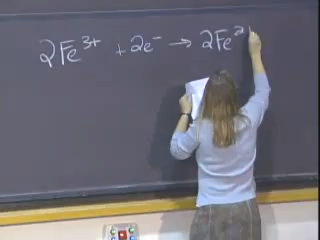 2Fe³⁺ + 2e⁻ → 2Fe²